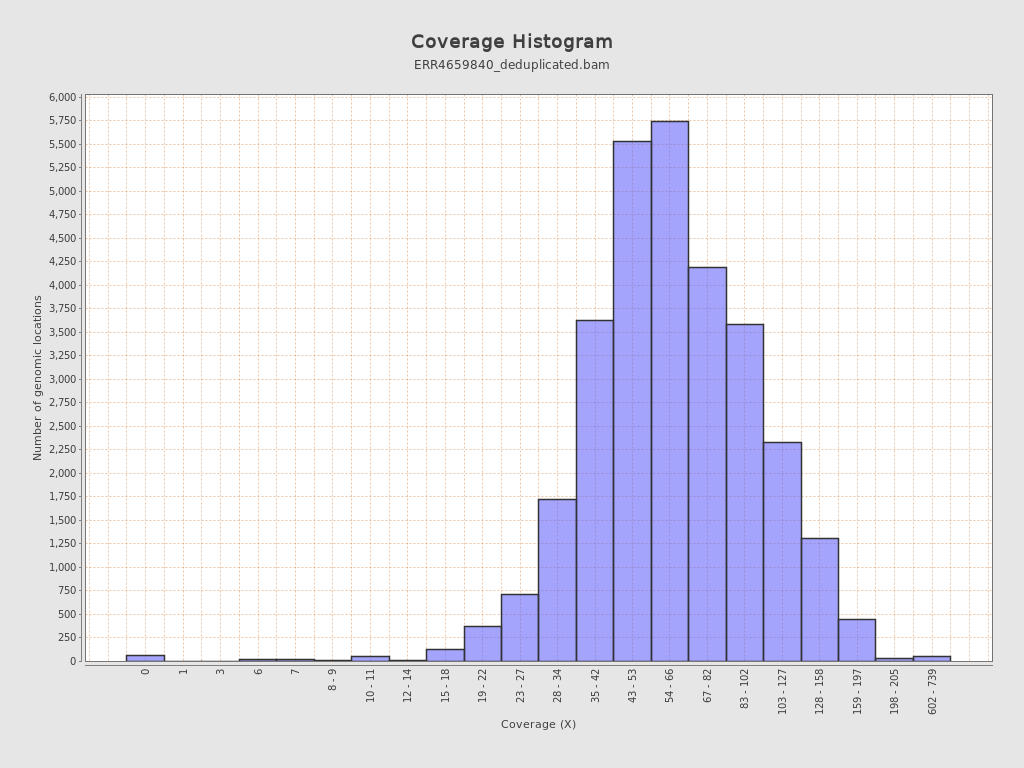 Coverage Histogram
ERR4659840_deduplicated.bam
6,000
5,750
5,500
5,250
5,000
4,750
4,500
4,250
4,000
3,750
3,500
3,250
3,000
2,750
2,500
2,250
2,000
1,750
1,500
1,250
1,000
750
500
250
0
Number of genomic locations
0
1
3
6
7
8 - 9
10 - 11
12 - 14
15 - 18
19 - 22
23 - 27
28 - 34
35 - 42
43 - 53
54 - 66
67 - 82
83 - 102
103 - 127
128 - 158
159 - 197
198 - 205
602 - 739
Coverage (X)